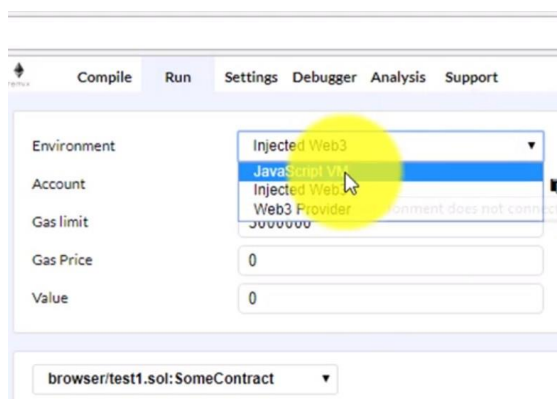 Compile Run Settings Debugger Analysis Support
Environment Injected Web3
JavaScript VM
Account Injected Web3
Web3 Provider
Gas limit 3000000
Gas Price 0
Value 0
browser/test1.sol:SomeContract